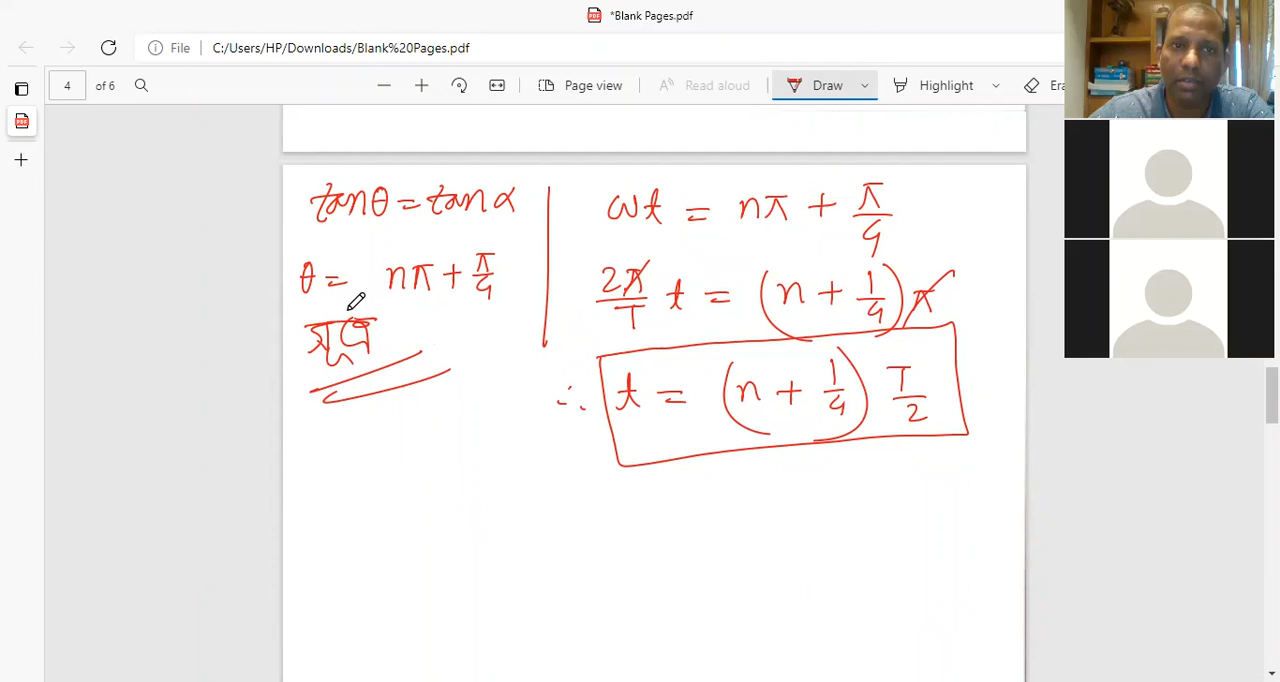 *Blank Pages.pdf
File C:/Users/HP/Downloads/Blank%20Pages.pdf
4 of 6 Page view Read aloud Draw Highlight Era
tanθ = tanα
θ = nπ + π/4
সূত্র
ωt = nπ + π/4
2π/T t = (n + 1/4) π
∴ t = (n + 1/4) T/2